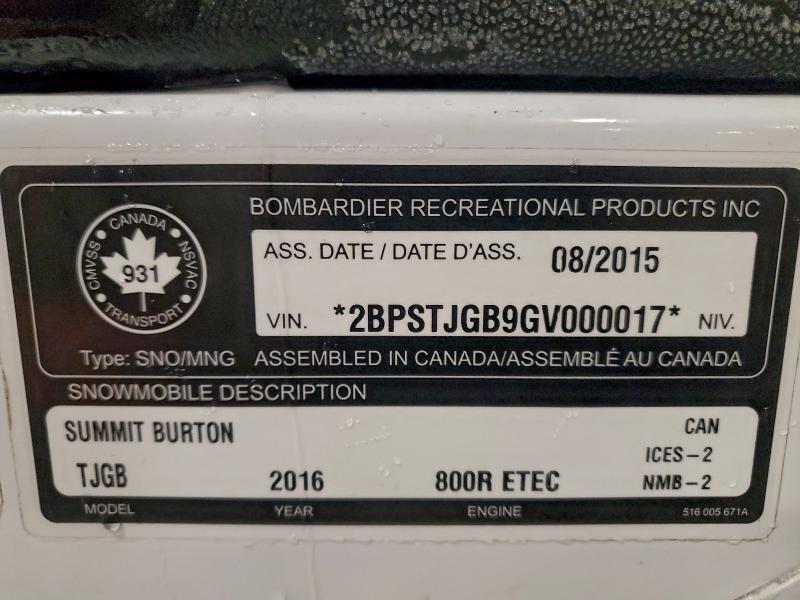 CANADA
CMVSS • NSVAC
931
TRANSPORT
BOMBARDIER RECREATIONAL PRODUCTS INC
ASS. DATE / DATE D'ASS. 08/2015
VIN. *2BPSTJGB9GV000017* NIV.
Type: SNO/MNG ASSEMBLED IN CANADA/ASSEMBLÉ AU CANADA
SNOWMOBILE DESCRIPTION
SUMMIT BURTON CAN
ICES-2
TJGB 2016 800R ETEC NMB-2
MODEL YEAR ENGINE 516 005 671A